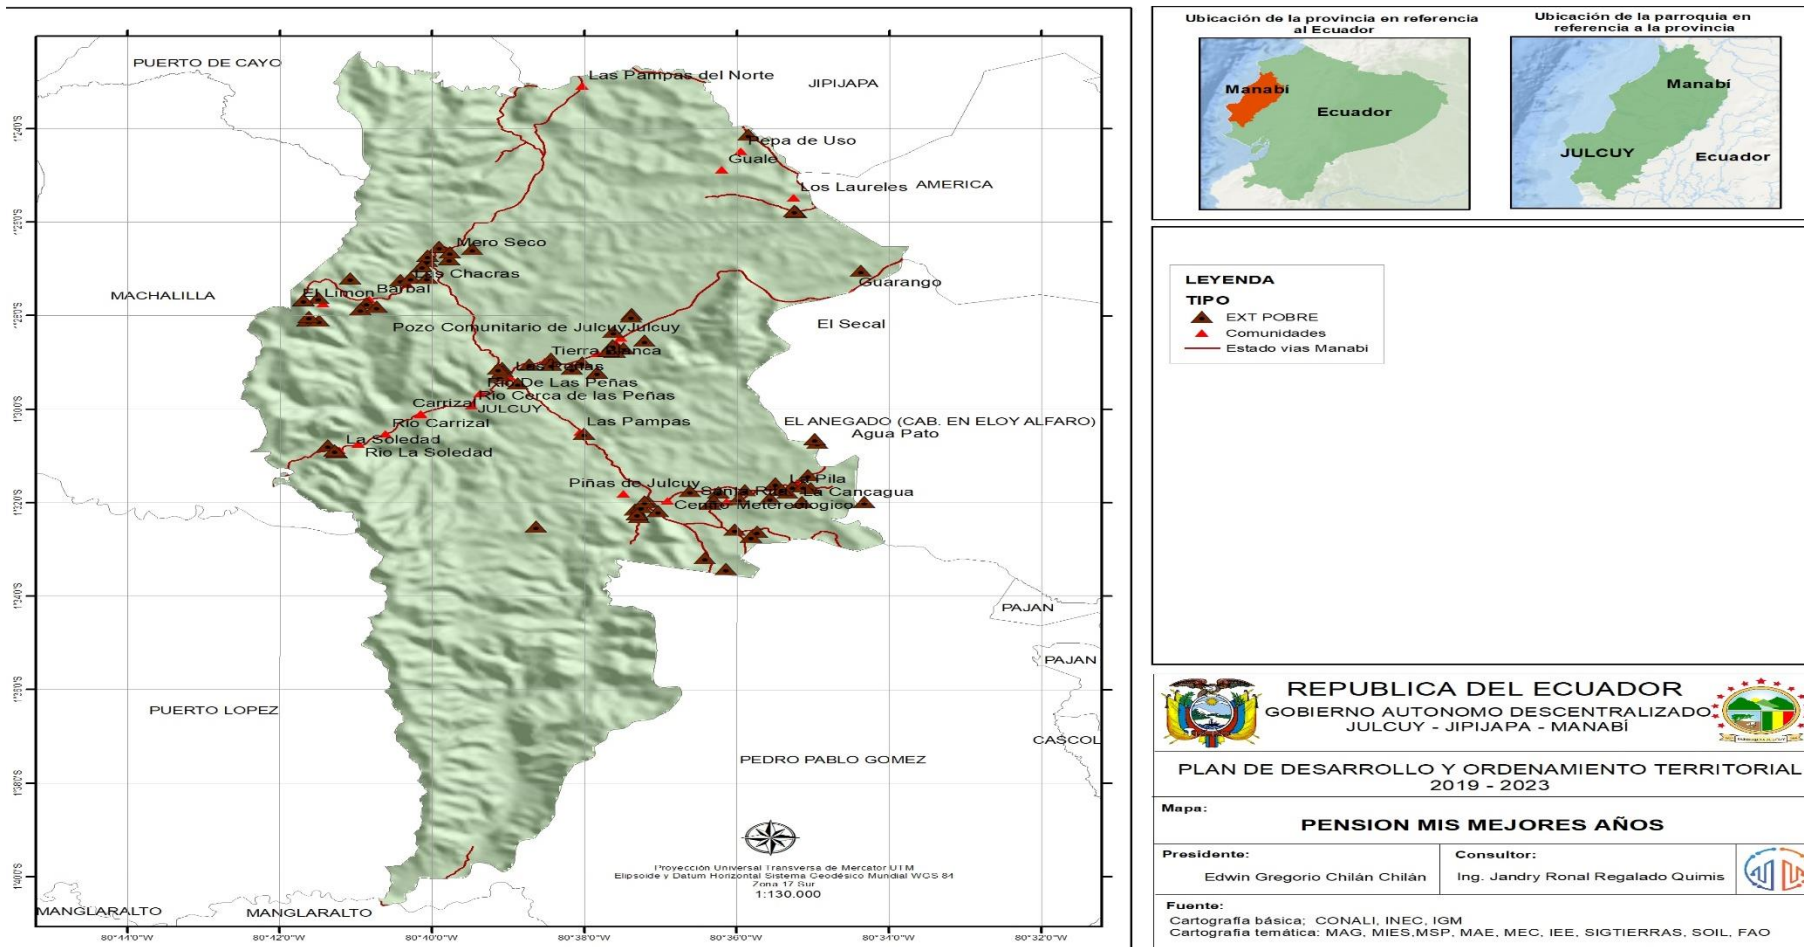 PUERTO DE CAYO
Las Pampas del Norte
JIPIJAPA
Pepa de Uso
Guale
Los Laureles
AMERICA
Mero Seco
Las Chacras
Barbal
El Limon
MACHALILLA
Guarango
El Secal
Pozo Comunitario de Julcuy
Julcuy
Tierra Blanca
Las Peñas
Rio De Las Peñas
Rio Cerca de las Peñas
Carrizal
JULCUY
Rio Carrizal
Las Pampas
EL ANEGADO (CAB. EN ELOY ALFARO)
Agua Pato
La Soledad
Rio La Soledad
La Pila
Piñas de Julcuy
Santa Rita
La Cancagua
Centro Metereologico
PAJAN
PAJAN
PUERTO LOPEZ
CASCOL
PEDRO PABLO GOMEZ
MANGLARALTO
MANGLARALTO
Proyección Universal Transversa de Mercator UTM
Elipsoide y Datum Horizontal Sistema Geodésico Mundial WGS 84
Zona 17 Sur
1:130.000
80°44'0"W
80°42'0"W
80°40'0"W
80°38'0"W
80°36'0"W
80°34'0"W
80°32'0"W
Ubicación de la provincia en referencia
al Ecuador
Manabí
Ecuador
Ubicación de la parroquia en
referencia a la provincia
Manabí
JULCUY
Ecuador
LEYENDA
TIPO
EXT POBRE
Comunidades
Estado vias Manabi
REPUBLICA DEL ECUADOR
GOBIERNO AUTONOMO DESCENTRALIZADO
JULCUY - JIPIJAPA - MANABÍ
PLAN DE DESARROLLO Y ORDENAMIENTO TERRITORIAL
2019 - 2023
Mapa:
PENSION MIS MEJORES AÑOS
Presidente:
Edwin Gregorio Chilán Chilán
Consultor:
Ing. Jandry Ronal Regalado Quimis
Fuente:
Cartografía básica; CONALI, INEC, IGM
Cartografía temática: MAG, MIES,MSP, MAE, MEC, IEE, SIGTIERRAS, SOIL, FAO